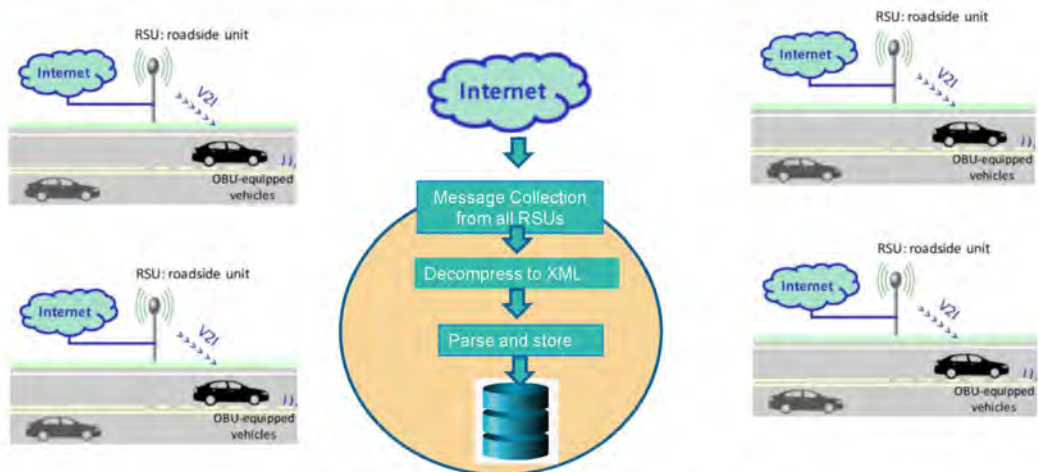 RSU: roadside unit
Internet
V2I
OBU-equipped
vehicles
RSU: roadside unit
Internet
V2I
OBU-equipped
vehicles
Internet
Message Collection
from all RSUs
Decompress to XML
Parse and store
RSU: roadside unit
Internet
V2I
OBU-equipped
vehicles
RSU: roadside unit
Internet
V2I
OBU-equipped
vehicles